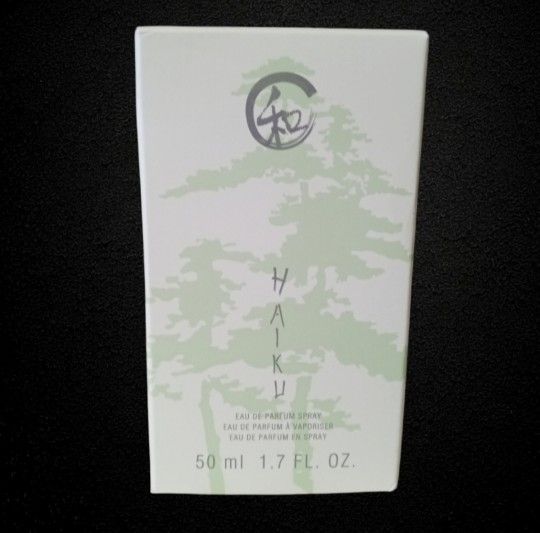 和
HAIKU
EAU DE PARFUM SPRAY
EAU DE PARFUM À VAPORISER
EAU DE PARFUM EN SPRAY
50 ml 1.7 FL. OZ.